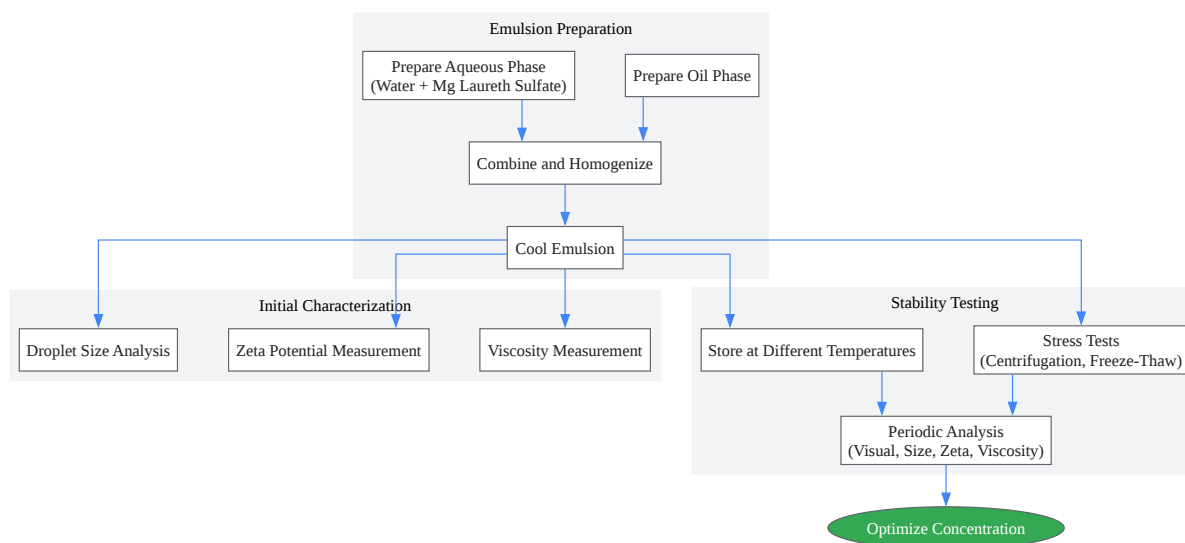 Emulsion Preparation
Prepare Aqueous Phase
(Water + Mg Laureth Sulfate)
Prepare Oil Phase
Combine and Homogenize
Cool Emulsion
Initial Characterization
Droplet Size Analysis
Zeta Potential Measurement
Viscosity Measurement
Stability Testing
Store at Different Temperatures
Stress Tests
(Centrifugation, Freeze-Thaw)
Periodic Analysis
(Visual, Size, Zeta, Viscosity)
Optimize Concentration